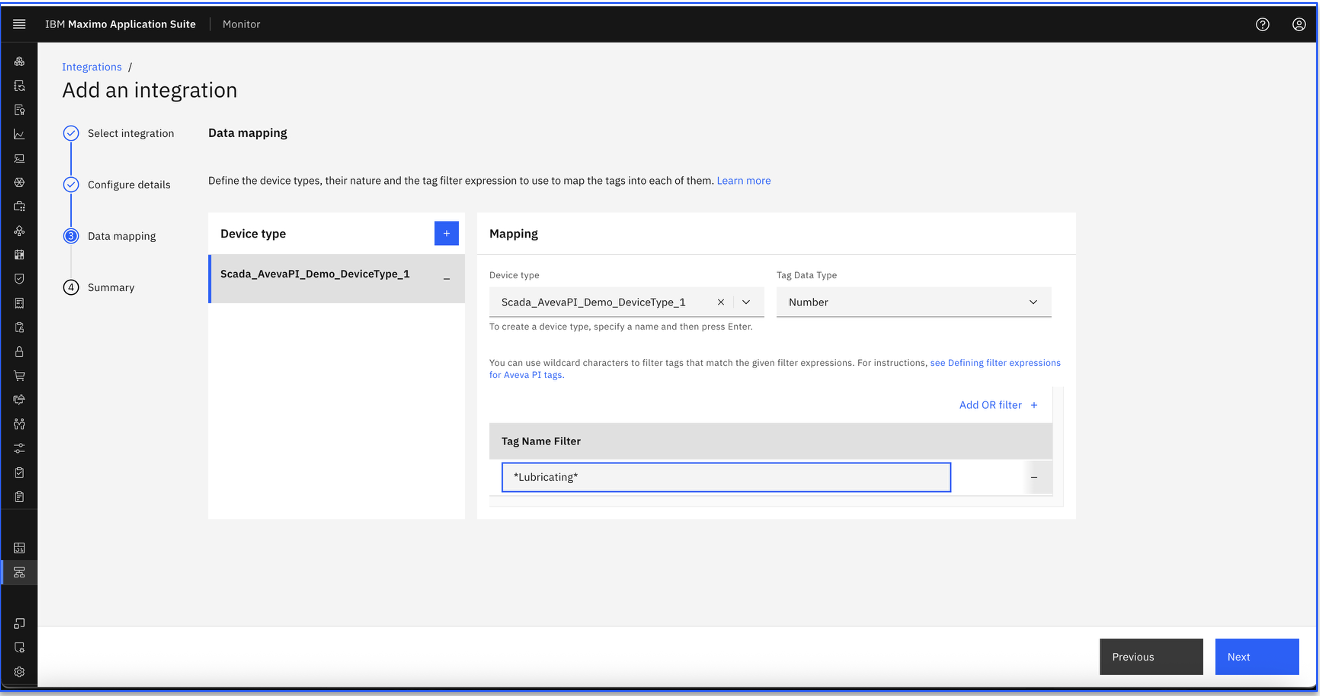 IBM Maximo Application Suite
Monitor
Integrations /
Add an integration
Select integration
Configure details
3
Data mapping
4
Summary
Data mapping
Define the device types, their nature and the tag filter expression to use to map the tags into each of them. Learn more
Device type
+
Scada_AvevaPI_Demo_DeviceType_1
Mapping
Device type
Tag Data Type
Scada_AvevaPI_Demo_DeviceType_1
Number
To create a device type, specify a name and then press Enter.
You can use wildcard characters to filter tags that match the given filter expressions. For instructions, see Defining filter expressions
for Aveva PI tags.
Add OR filter +
Tag Name Filter
*Lubricating*
Previous
Next